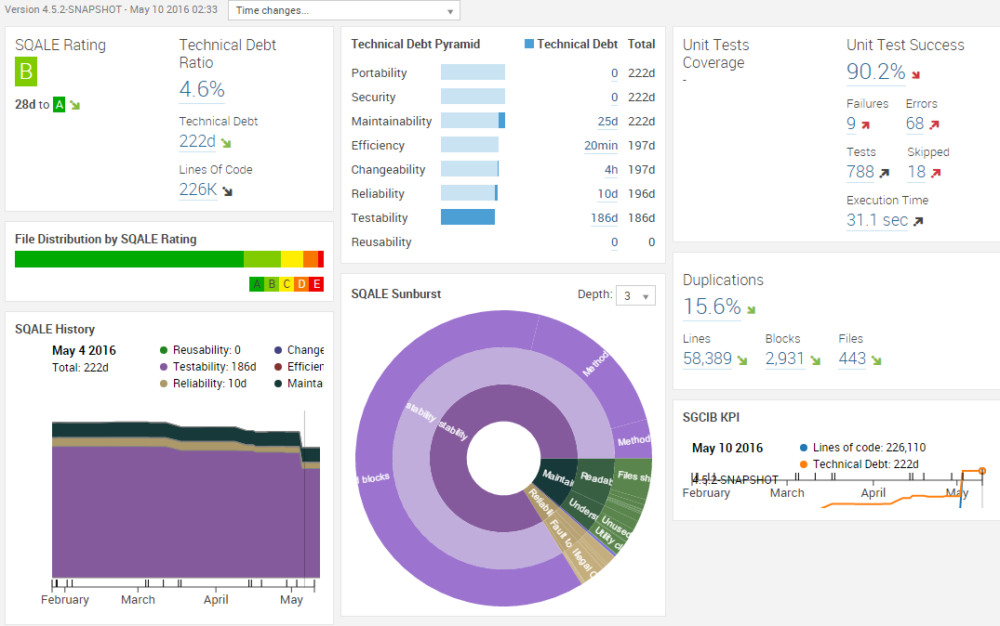 Version 4.5.2-SNAPSHOT - May 10 2016 02:33
Time changes...
SQALE Rating
B
28d to A
Technical Debt
Ratio
4.6%
Technical Debt
222d
Lines Of Code
226K
File Distribution by SQALE Rating
A B C D E
SQALE History
May 4 2016
Total: 222d
Reusability: 0
Testability: 186d
Reliability: 10d
Change
Efficien
Mainta
February March April May
Technical Debt Pyramid
Technical Debt Total
Portability 0 222d
Security 0 222d
Maintainability 25d 222d
Efficiency 20min 197d
Changeability 4h 197d
Reliability 10d 196d
Testability 186d 186d
Reusability 0 0
SQALE Sunburst
Depth: 3
Method
Method
stability
stability
l blocks
Maintai
Readab
Files sh
Unders
Unused
Utility cl
Reliabili
Fault to
Illegal C
Unit Tests
Coverage
-
Unit Test Success
90.2%
Failures Errors
9 68
Tests Skipped
788 18
Execution Time
31.1 sec
Duplications
15.6%
Lines Blocks Files
58,389 2,931 443
SGCIB KPI
May 10 2016
Lines of code: 226,110
Technical Debt: 222d
4.5.2-SNAPSHOT
February March April May